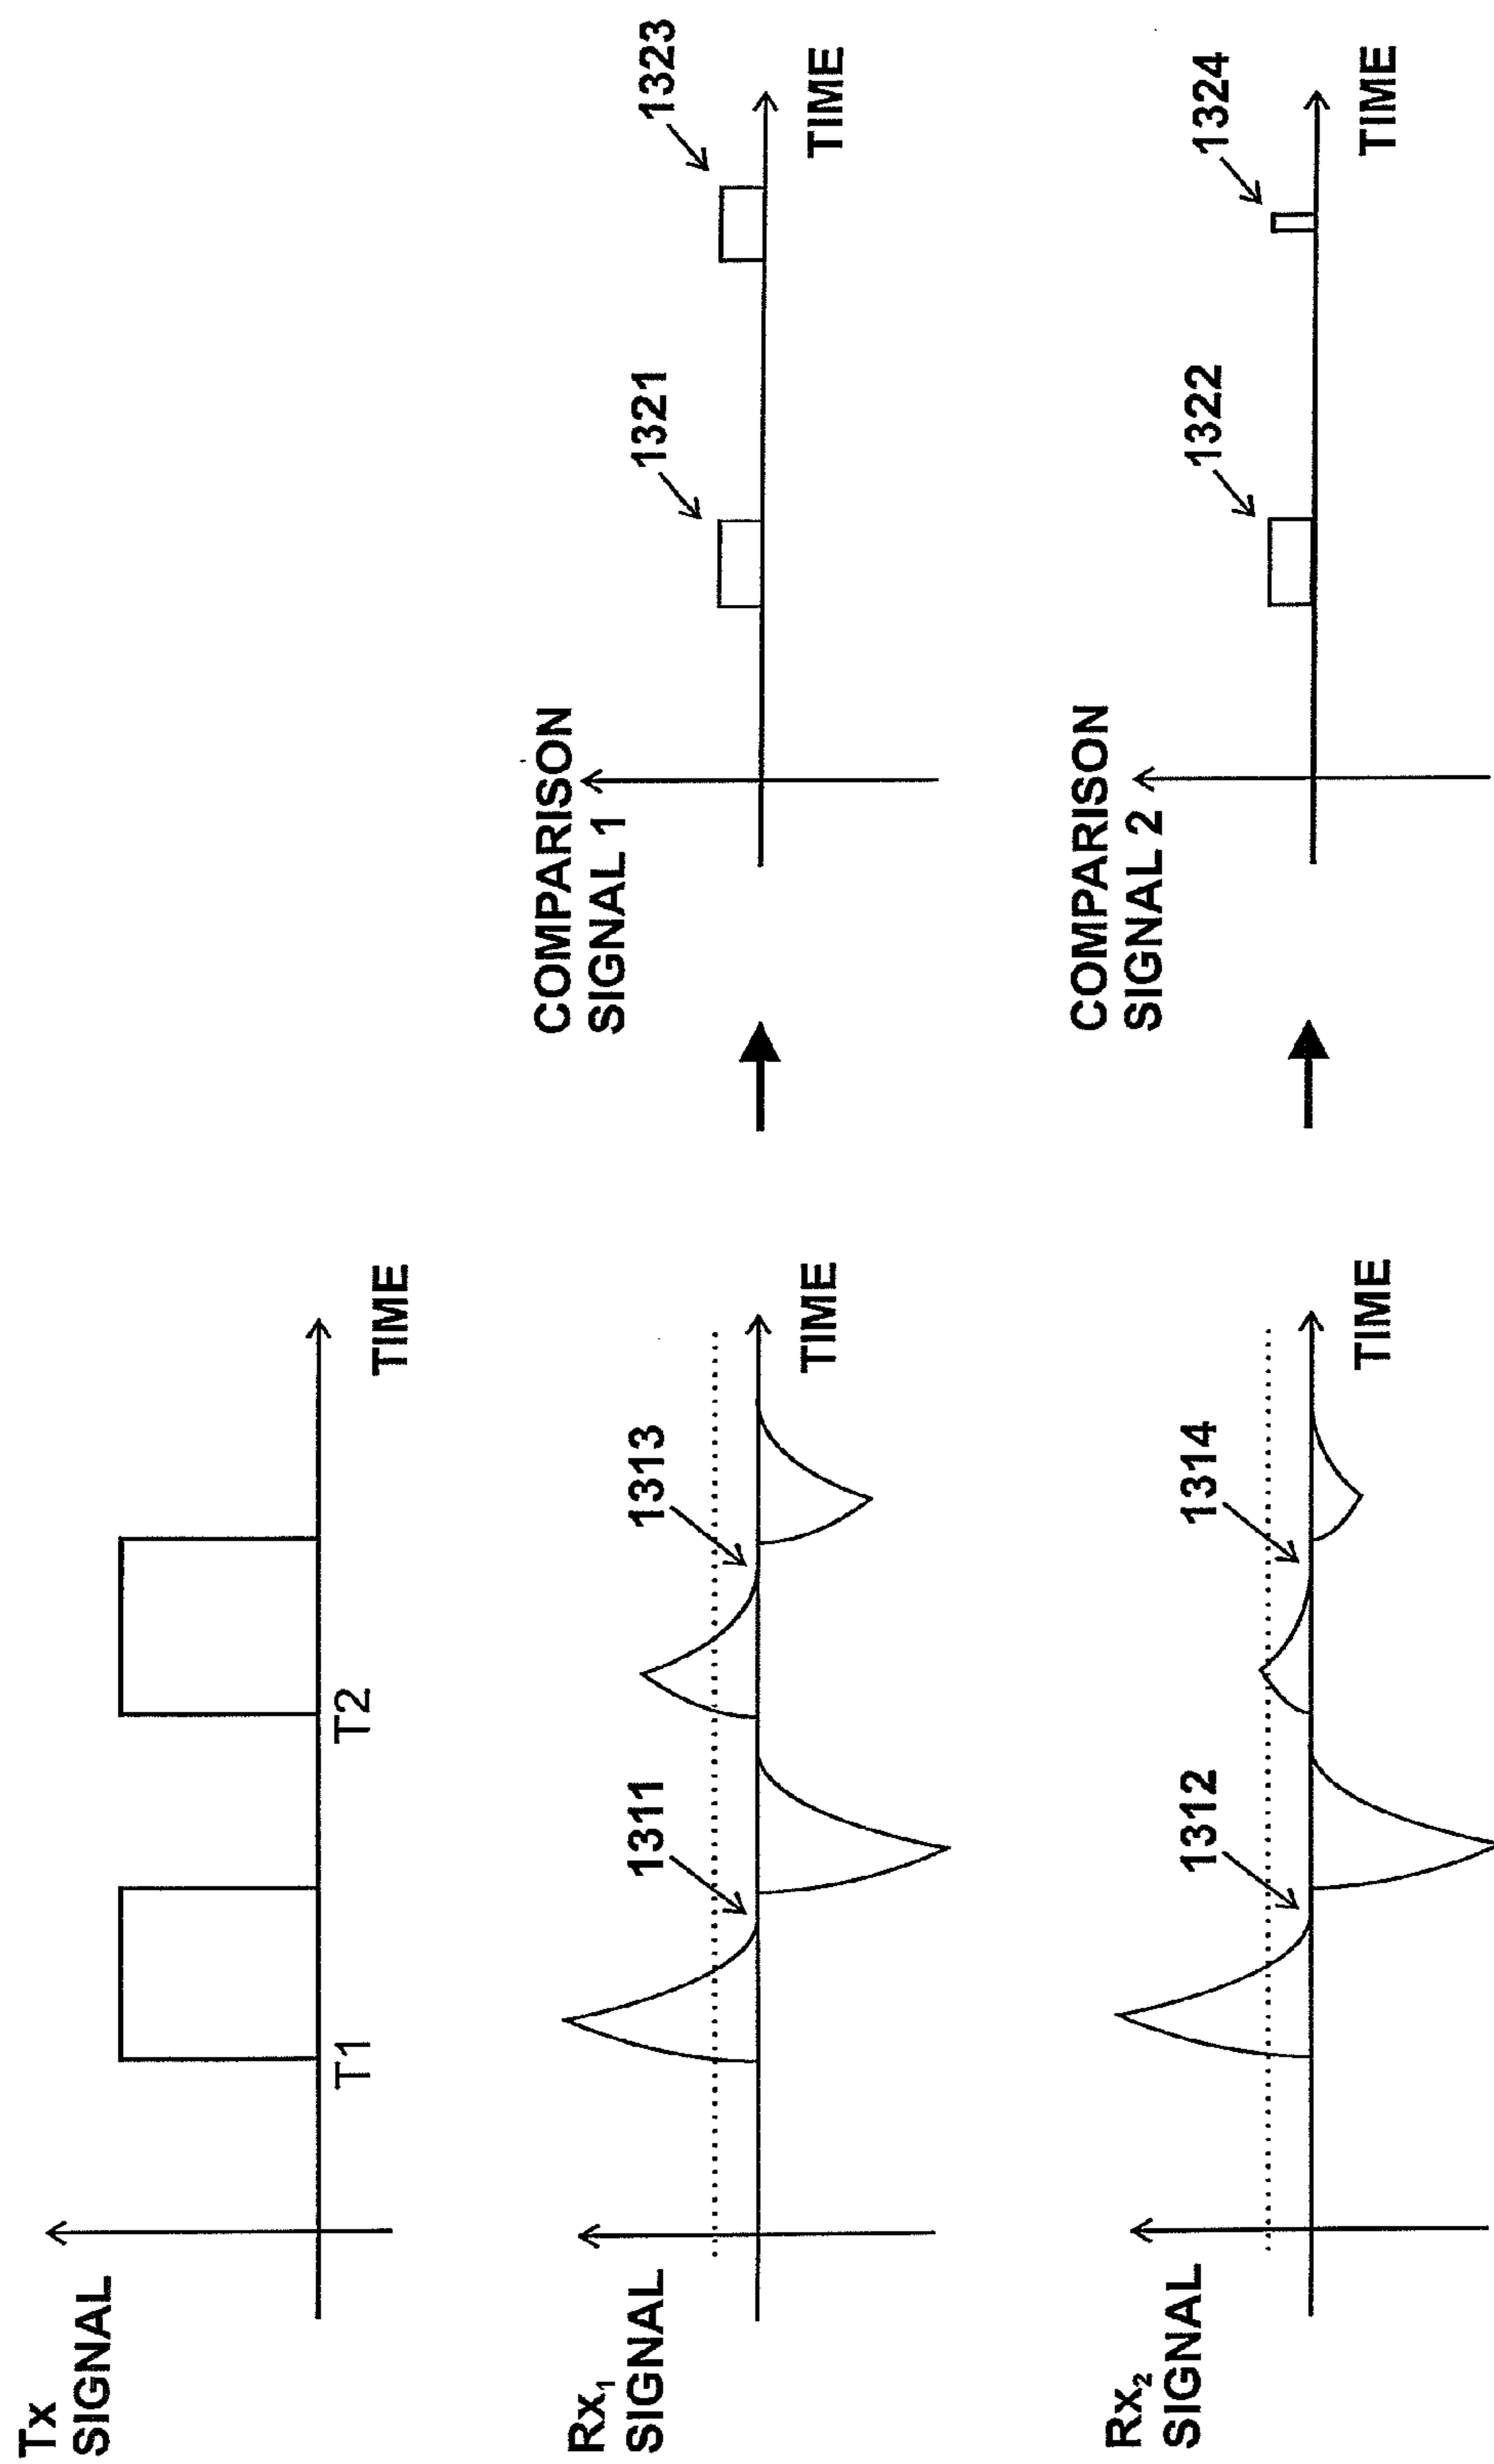 Tx
SIGNAL
T1
T2
TIME
Rx1
SIGNAL
1311
1313
TIME
COMPARISON
SIGNAL 1
1321
1323
TIME
Rx2
SIGNAL
1312
1314
TIME
COMPARISON
SIGNAL 2
1322
1324
TIME